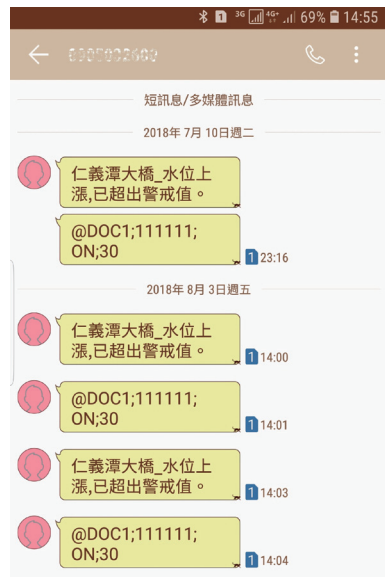 3G 4G+ 69% 14:55
短訊息/多媒體訊息
2018年 7月 10日週二
仁義潭大橋_水位上
漲,已超出警戒值。
@DOC1;111111;
ON;30
1 23:16
2018年 8月 3日週五
仁義潭大橋_水位上
漲,已超出警戒值。
1 14:00
@DOC1;111111;
ON;30
1 14:01
仁義潭大橋_水位上
漲,已超出警戒值。
1 14:03
@DOC1;111111;
ON;30
1 14:04